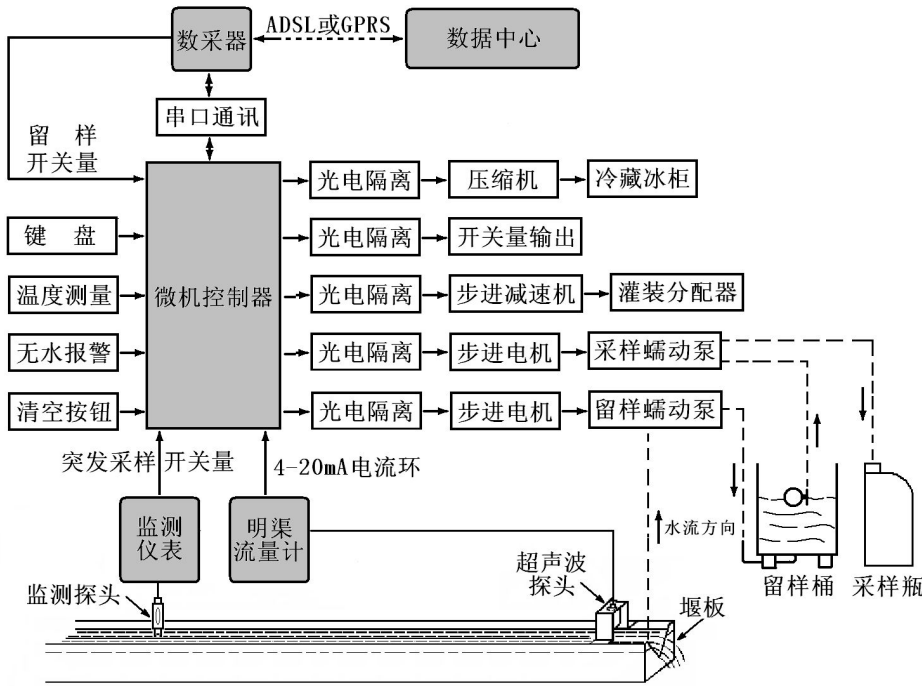 数采器
ADSL或GPRS
数据中心
串口通讯
留 样
开关量
光电隔离
压缩机
冷藏冰柜
键 盘
光电隔离
开关量输出
温度测量
微机控制器
光电隔离
步进减速机
灌装分配器
无水报警
光电隔离
步进电机
采样蠕动泵
清空按钮
光电隔离
步进电机
留样蠕动泵
突发采样 开关量
4-20mA电流环
监测
仪表
明渠
流量计
水流方向
超声波
探头
留样桶
采样瓶
监测探头
堰板